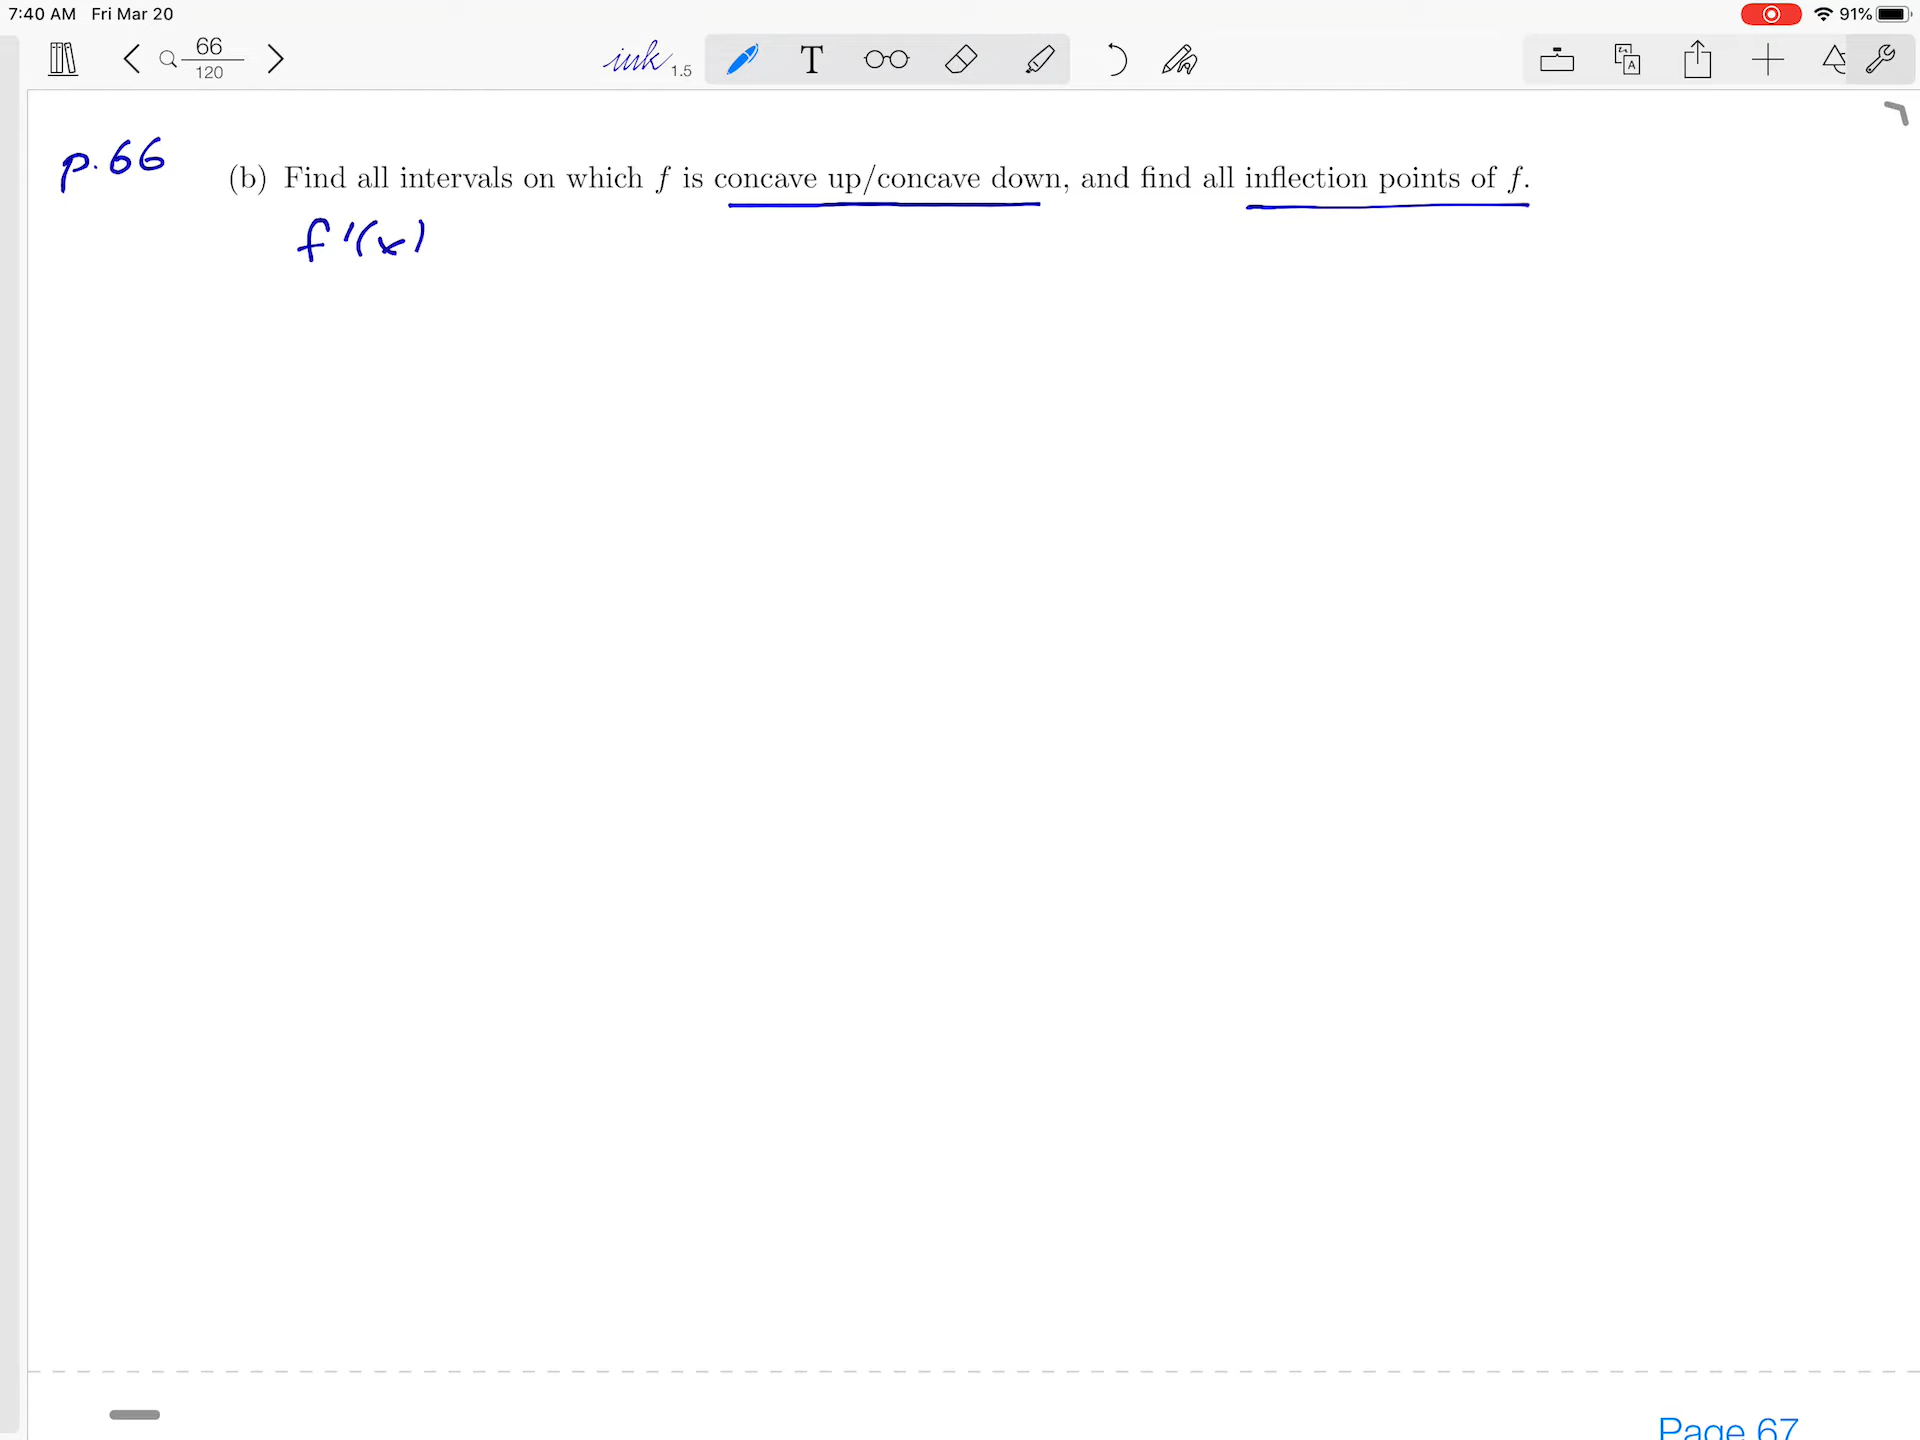 7:40 AM Fri Mar 20
91%
66
120
ink 1.5
T
A
p. 66
(b) Find all intervals on which f is concave up/concave down, and find all inflection points of f.
f'(x)
Page 67